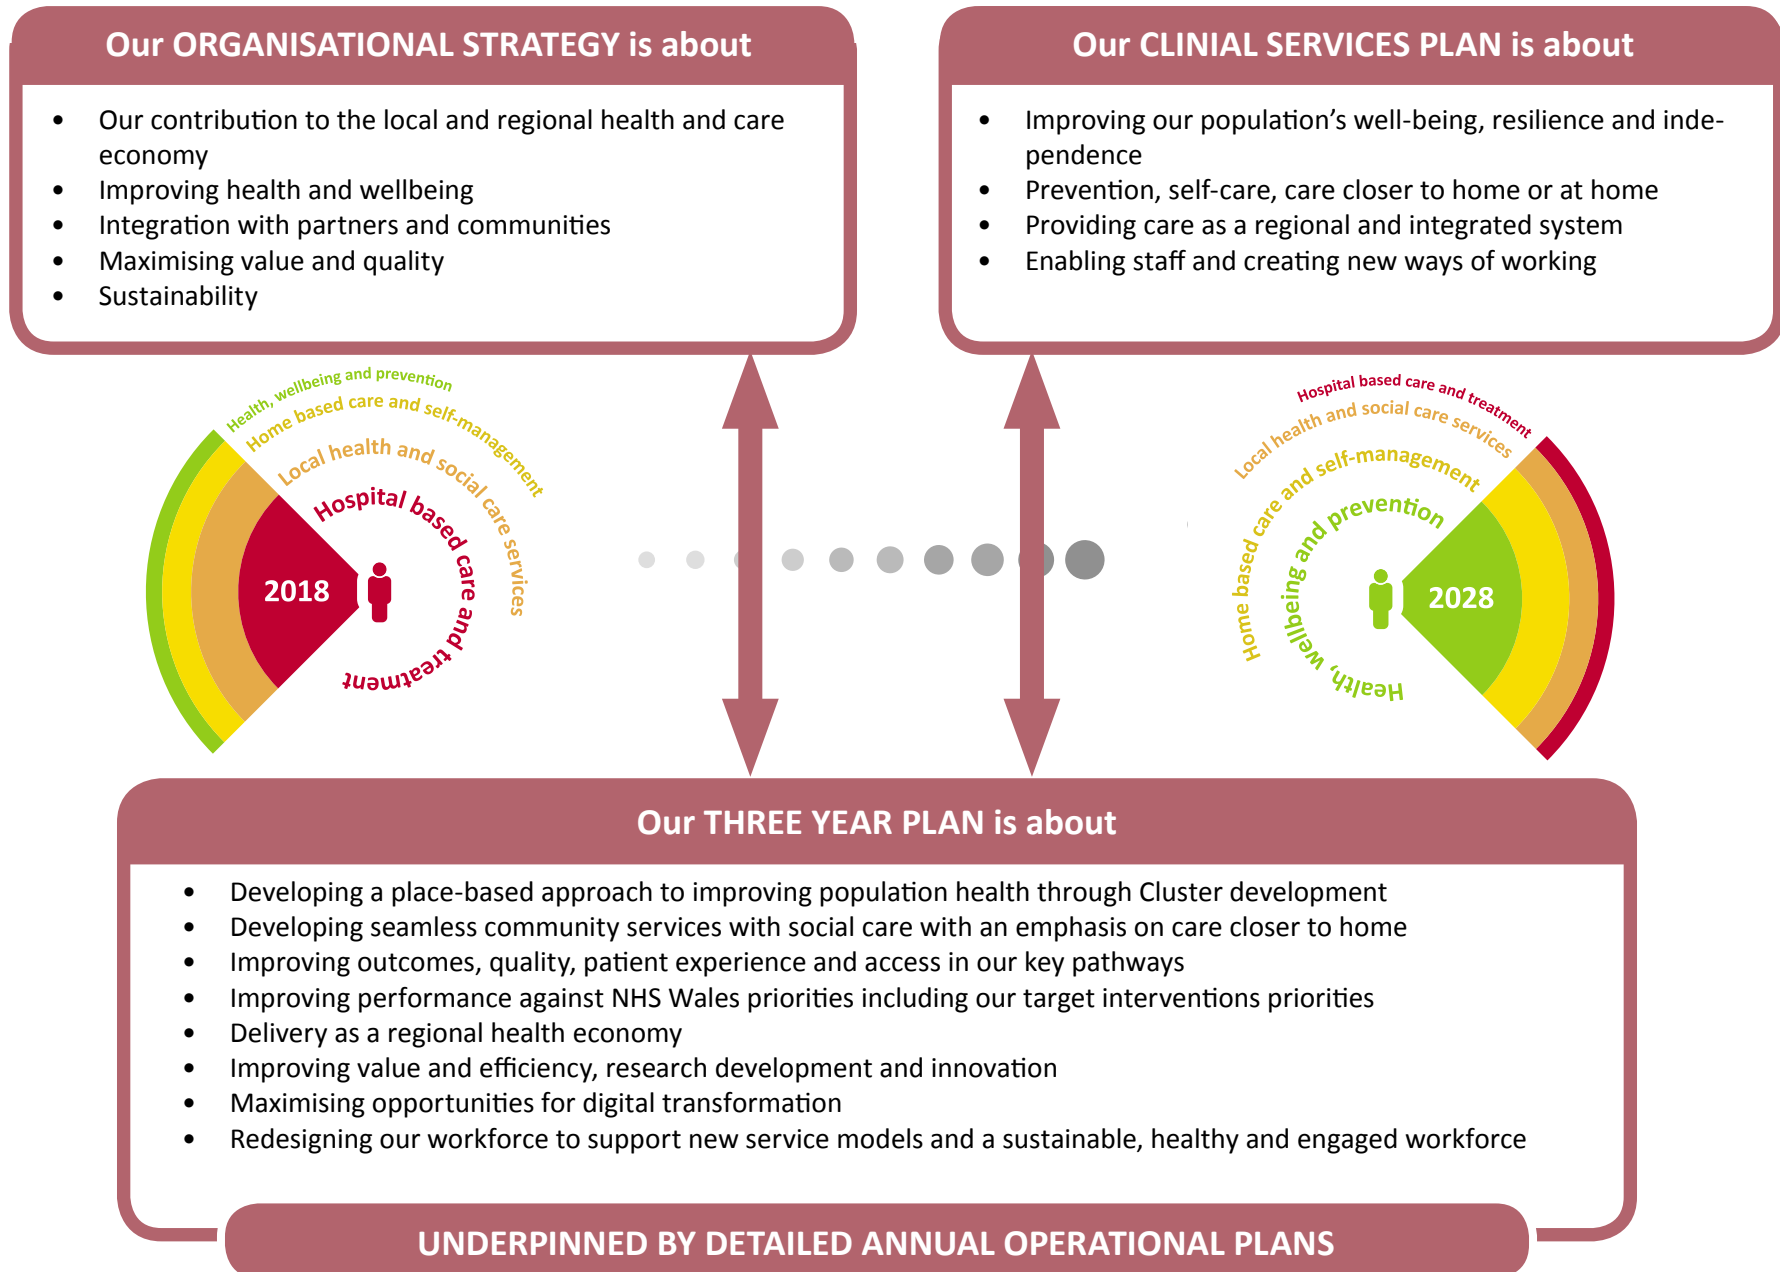 Our ORGANISATIONAL STRATEGY is about
• Our contribution to the local and regional health and care
economy
• Improving health and wellbeing
• Integration with partners and communities
• Maximising value and quality
• Sustainability
Our CLINIAL SERVICES PLAN is about
• Improving our population's well-being, resilience and inde-
pendence
• Prevention, self-care, care closer to home or at home
• Providing care as a regional and integrated system
• Enabling staff and creating new ways of working
Health, wellbeing and prevention
Home based care and self-management
Local health and social care services
Hospital based care and treatment
2018
Hospital based care and treatment
Local health and social care services
Home based care and self-management
Health, wellbeing and prevention
2028
Our THREE YEAR PLAN is about
• Developing a place-based approach to improving population health through Cluster development
• Developing seamless community services with social care with an emphasis on care closer to home
• Improving outcomes, quality, patient experience and access in our key pathways
• Improving performance against NHS Wales priorities including our target interventions priorities
• Delivery as a regional health economy
• Improving value and efficiency, research development and innovation
• Maximising opportunities for digital transformation
• Redesigning our workforce to support new service models and a sustainable, healthy and engaged workforce
UNDERPINNED BY DETAILED ANNUAL OPERATIONAL PLANS